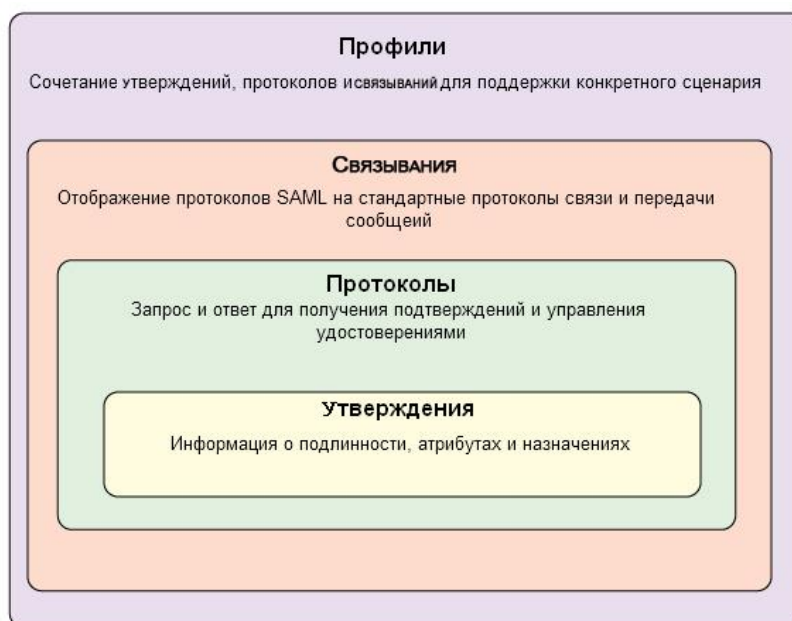 Профили
Сочетание утверждений, протоколов исвязываний для поддержки конкретного сценария
Связывания
Отображение протоколов SAML на стандартные протоколы связи и передачи
сообщеий
Протоколы
Запрос и ответ для получения подтверждений и управления
удостоверениями
Утверждения
Информация о подлинности, атрибутах и назначениях